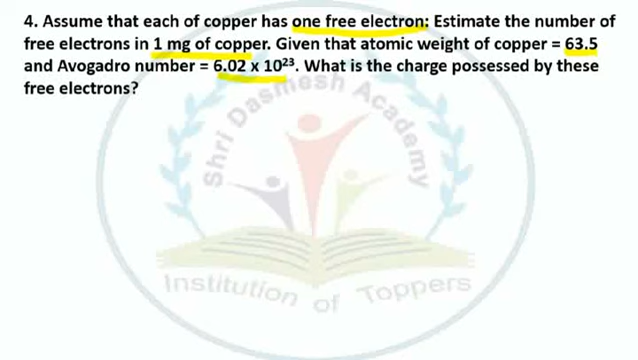 4. Assume that each of copper has one free electron: Estimate the number of
free electrons in 1 mg of copper. Given that atomic weight of copper = 63.5
and Avogadro number = 6.02 x 10²³. What is the charge possessed by these
free electrons?
Shri Dasmesh Academy
Institution of Toppers